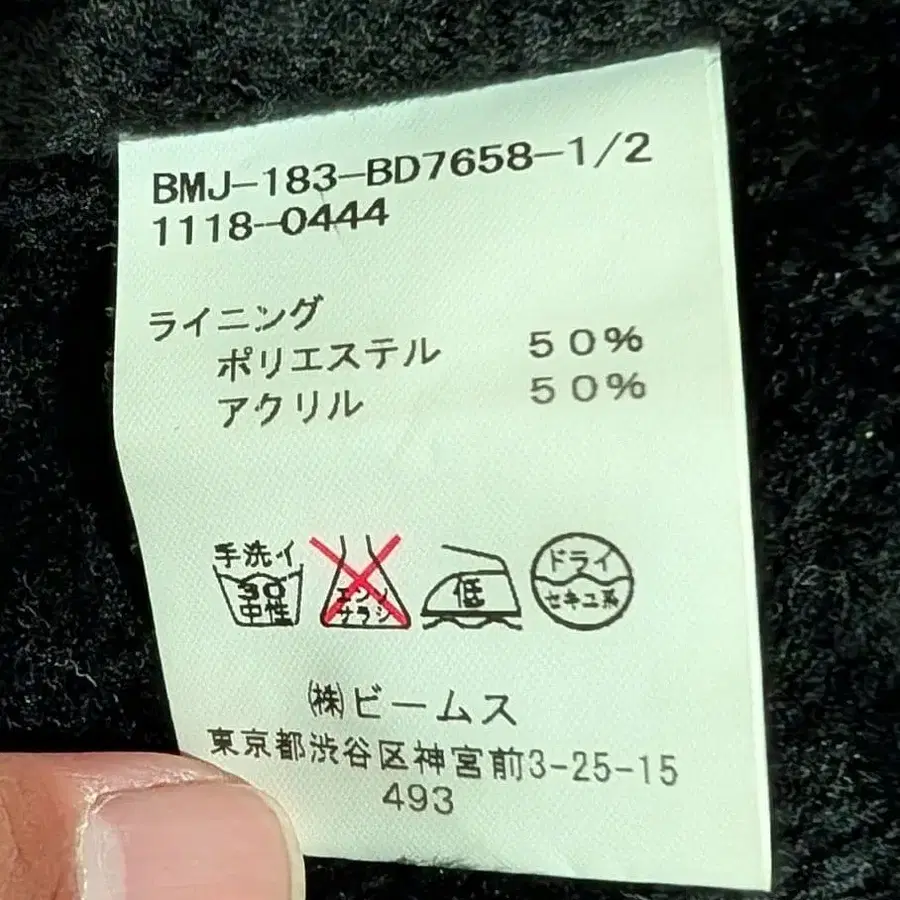 BMJ-183-BD7658-1/2
1118-0444
ライニング
ポリエステル ５０％
アクリル ５０％
手洗イ
30
中性
エンソ
サラシ
低
ドライ
セキユ系
㈱ビームス
東京都渋谷区神宮前3-25-15
493